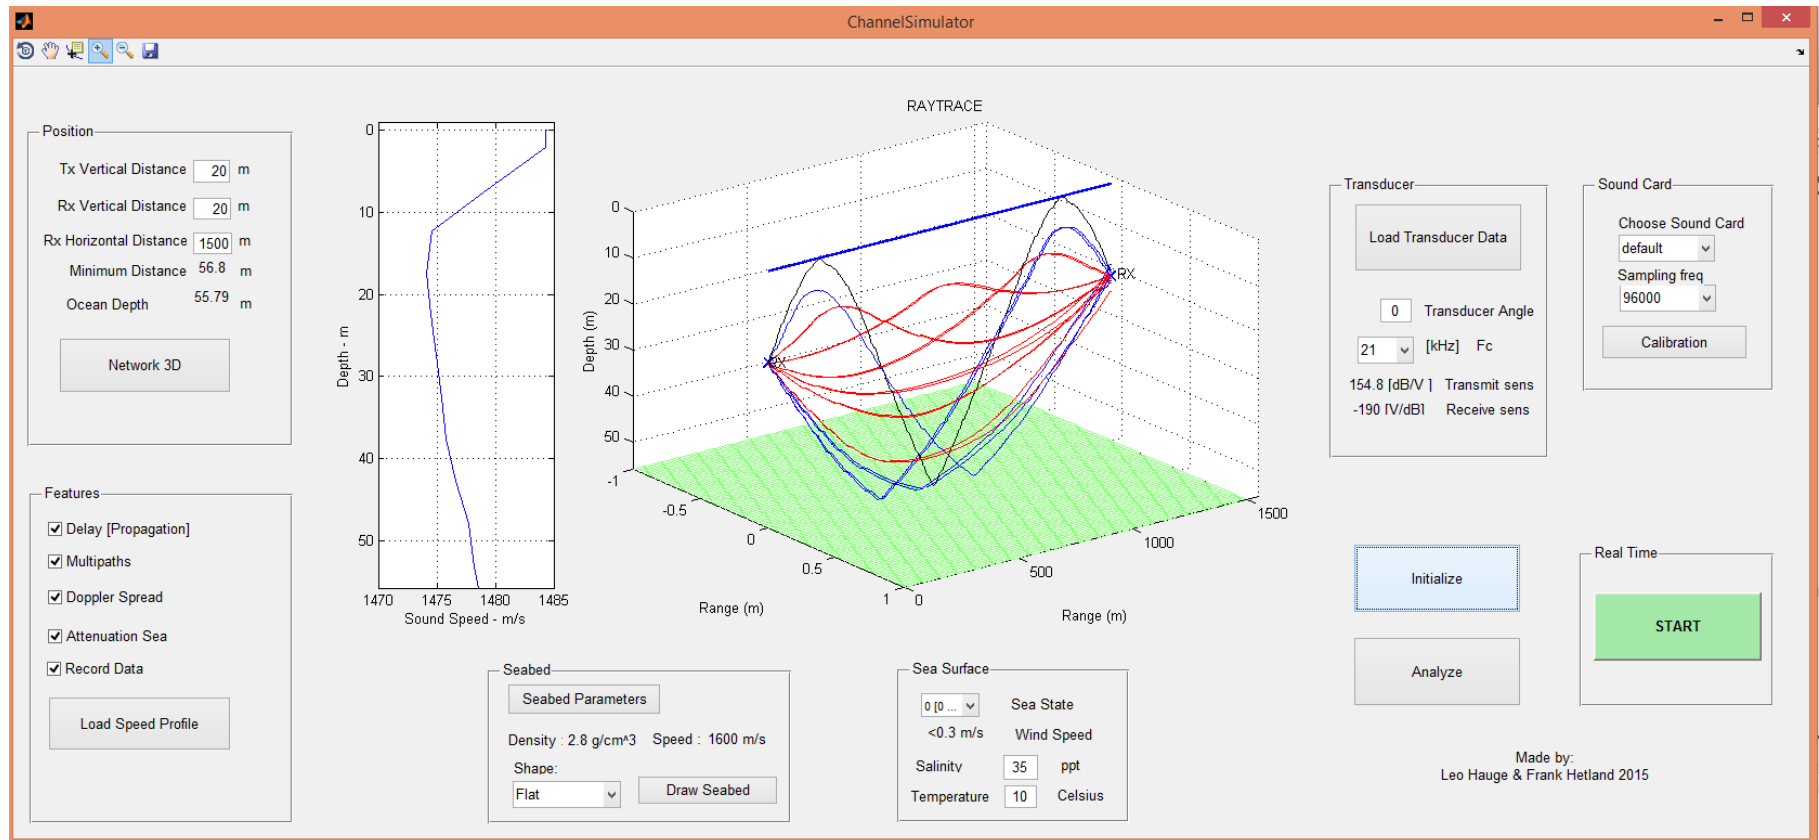 ChannelSimulator
Position
Tx Vertical Distance 20 m
Rx Vertical Distance 20 m
Rx Horizontal Distance 1500 m
Minimum Distance 56.8 m
Ocean Depth 55.79 m
Network 3D
Features
Delay [Propagation]
Multipaths
Doppler Spread
Attenuation Sea
Record Data
Load Speed Profile
0
10
20
30
40
50
Depth - m
1470 1475 1480 1485
Sound Speed - m/s
RAYTRACE
0
10
20
30
40
50
Depth (m)
RX
-1
-0.5
0
0.5
1
Range (m)
0
500
1000
1500
Range (m)
Seabed
Seabed Parameters
Density : 2.8 g/cm^3 Speed : 1600 m/s
Shape:
Flat
Draw Seabed
Sea Surface
0 [0 ... Sea State
<0.3 m/s Wind Speed
Salinity 35 ppt
Temperature 10 Celsius
Transducer
Load Transducer Data
0 Transducer Angle
21 [kHz] Fc
154.8 [dB/V ] Transmit sens
-190 [V/dB] Receive sens
Initialize
Analyze
Sound Card
Choose Sound Card
default
Sampling freq
96000
Calibration
Real Time
START
Made by:
Leo Hauge & Frank Hetland 2015